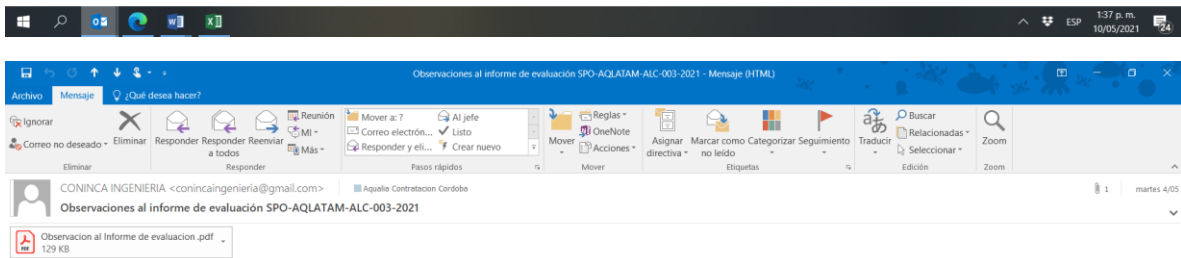 1:37 p. m.
ESP
10/05/2021
24
Observaciones al informe de evaluación SPO-AQLATAM-ALC-003-2021 - Mensaje (HTML)
Archivo Mensaje ¿Qué desea hacer?
Ignorar
Correo no deseado
Eliminar
Responder Responder a todos Reenviar
Reunión
MI
Más
Mover a: ?
Al jefe
Correo electrón...
Listo
Responder y eli...
Crear nuevo
Mover
Reglas
OneNote
Acciones
Asignar directiva
Marcar como no leído
Categorizar
Seguimiento
Traducir
Buscar
Relacionadas
Seleccionar
Zoom
Eliminar Responder Pasos rápidos Mover Etiquetas Edición Zoom
CONINCA INGENIERIA <conincaingenieria@gmail.com> Aqualia Contratacion Cordoba 1 martes 4/05
Observaciones al informe de evaluación SPO-AQLATAM-ALC-003-2021
Observacion al Informe de evaluacion .pdf
PDF
129 KB